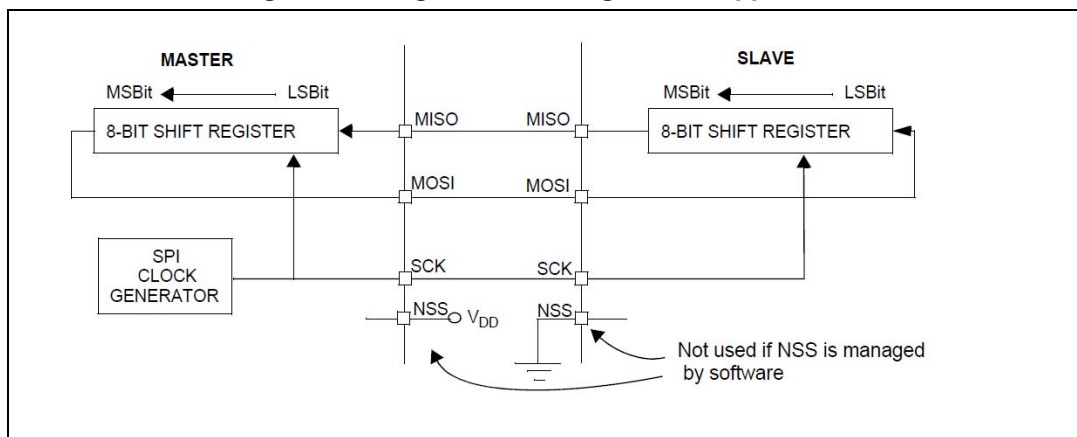 MASTER
SLAVE
MSBit
LSBit
MSBit
LSBit
8-BIT SHIFT REGISTER
MISO
MISO
8-BIT SHIFT REGISTER
MOSI
MOSI
SPI
CLOCK
GENERATOR
SCK
SCK
NSS
VDD
NSS
Not used if NSS is managed
by software